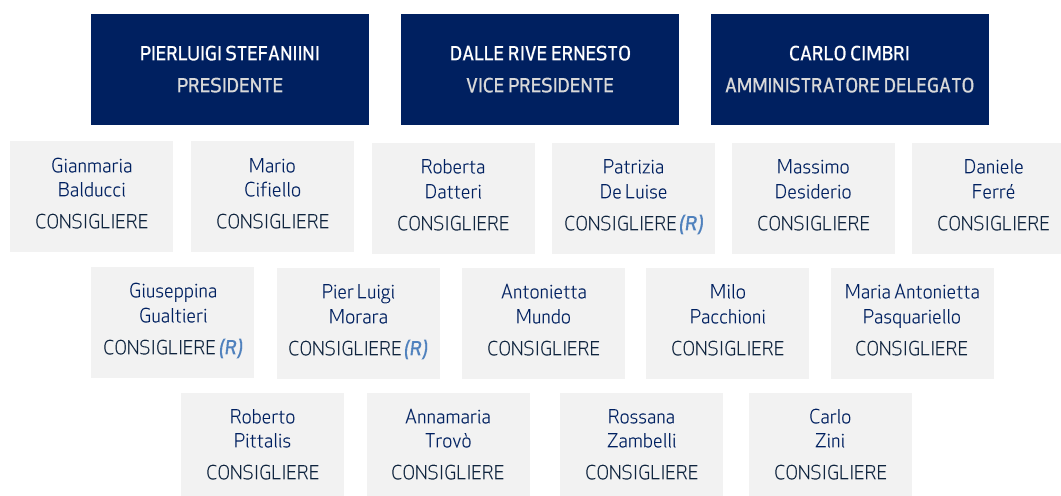 PIERLUIGI STEFANIINI
PRESIDENTE
DALLE RIVE ERNESTO
VICE PRESIDENTE
CARLO CIMBRI
AMMINISTRATORE DELEGATO
Gianmaria
Balducci
CONSIGLIERE
Mario
Cifiello
CONSIGLIERE
Roberta
Datteri
CONSIGLIERE
Patrizia
De Luise
CONSIGLIERE (R)
Massimo
Desiderio
CONSIGLIERE
Daniele
Ferré
CONSIGLIERE
Giuseppina
Gualtieri
CONSIGLIERE (R)
Pier Luigi
Morara
CONSIGLIERE (R)
Antonietta
Mundo
CONSIGLIERE
Milo
Pacchioni
CONSIGLIERE
Maria Antonietta
Pasquariello
CONSIGLIERE
Roberto
Pittalis
CONSIGLIERE
Annamaria
Trovò
CONSIGLIERE
Rossana
Zambelli
CONSIGLIERE
Carlo
Zini
CONSIGLIERE